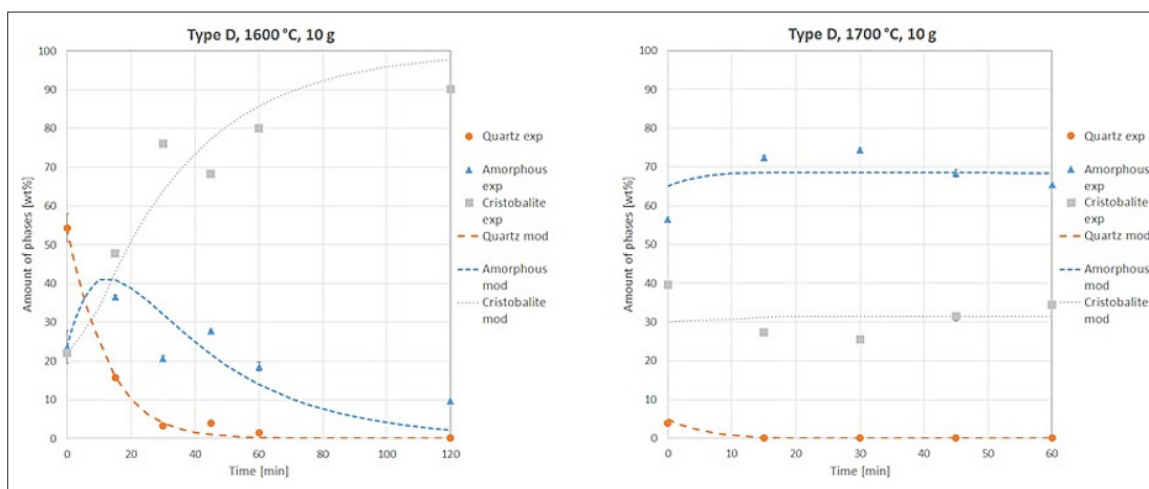 Type D, 1600 °C, 10 g
Amount of phases [wt%]
100
90
80
70
60
50
40
30
20
10
0
0
20
40
60
80
100
120
Time [min]
Quartz exp
Amorphous
exp
Cristobalite
exp
Quartz mod
Amorphous
mod
Cristobalite
mod
Type D, 1700 °C, 10 g
Amount of phases [wt%]
100
90
80
70
60
50
40
30
20
10
0
0
10
20
30
40
50
60
Time [min]
Quartz exp
Amorphous
exp
Cristobalite
exp
Quartz mod
Amorphous
mod
Cristobalite
mod